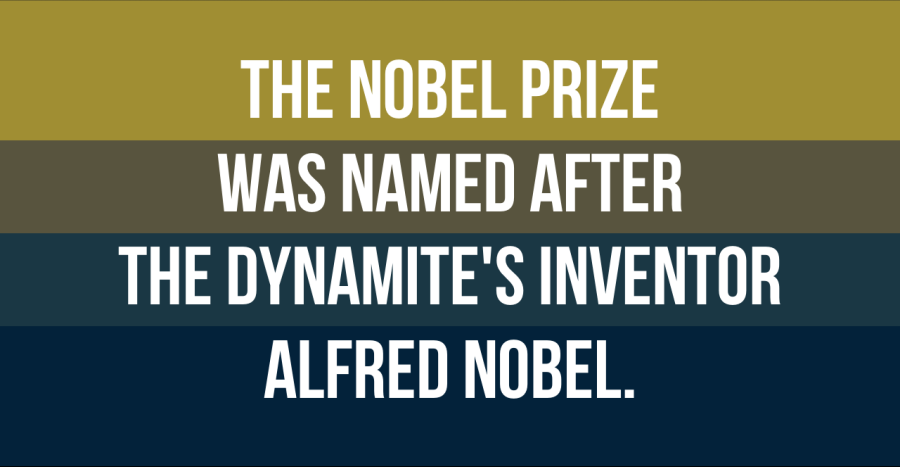 THE NOBEL PRIZE
WAS NAMED AFTER
THE DYNAMITE'S INVENTOR
ALFRED NOBEL.